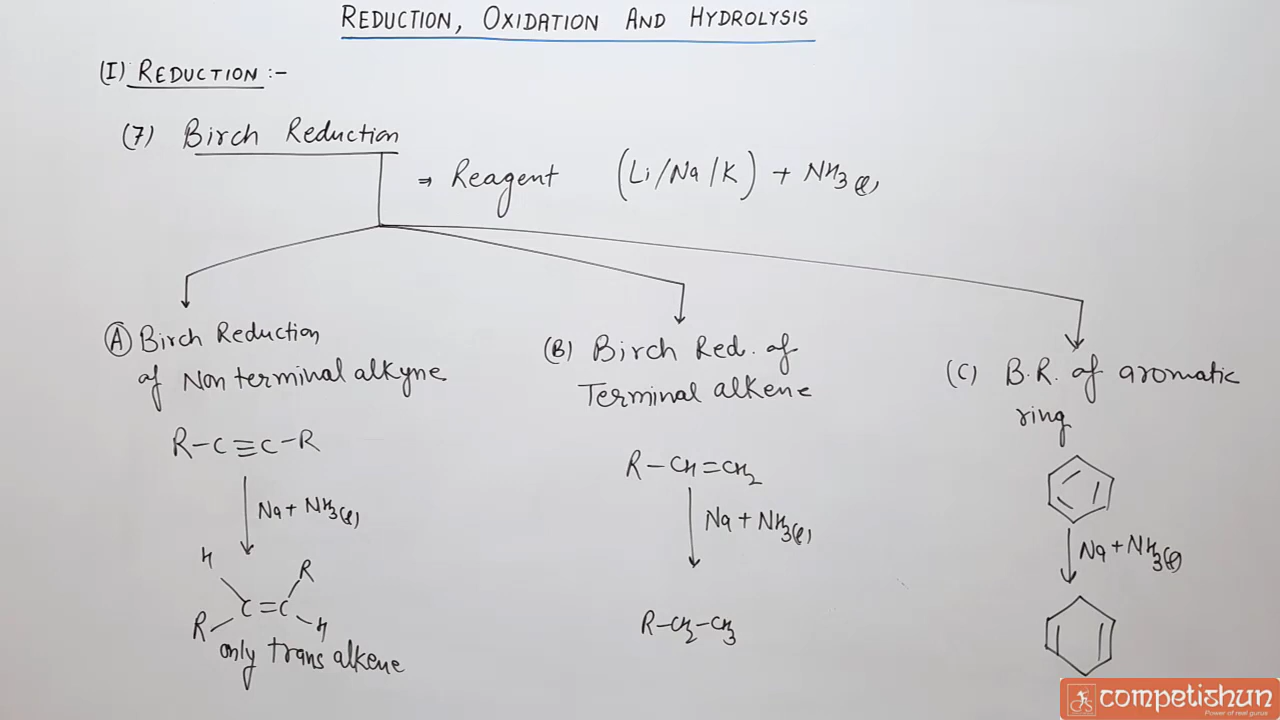 REDUCTION, OXIDATION AND HYDROLYSIS
(I) REDUCTION :-
(7) Birch Reduction
⇒ Reagent (Li/Na/K) + NH3(l)
(A) Birch Reduction
of Non terminal alkyne
R-C≡C-R
Na + NH3(l)
H
R
C=C
R
H
only trans alkene
(B) Birch Red. of
Terminal alkene
R-CH=CH2
Na + NH3(l)
R-CH2-CH3
(C) B.R. of aromatic
ring
Na + NH3(l)
competishun
Power of real gurus